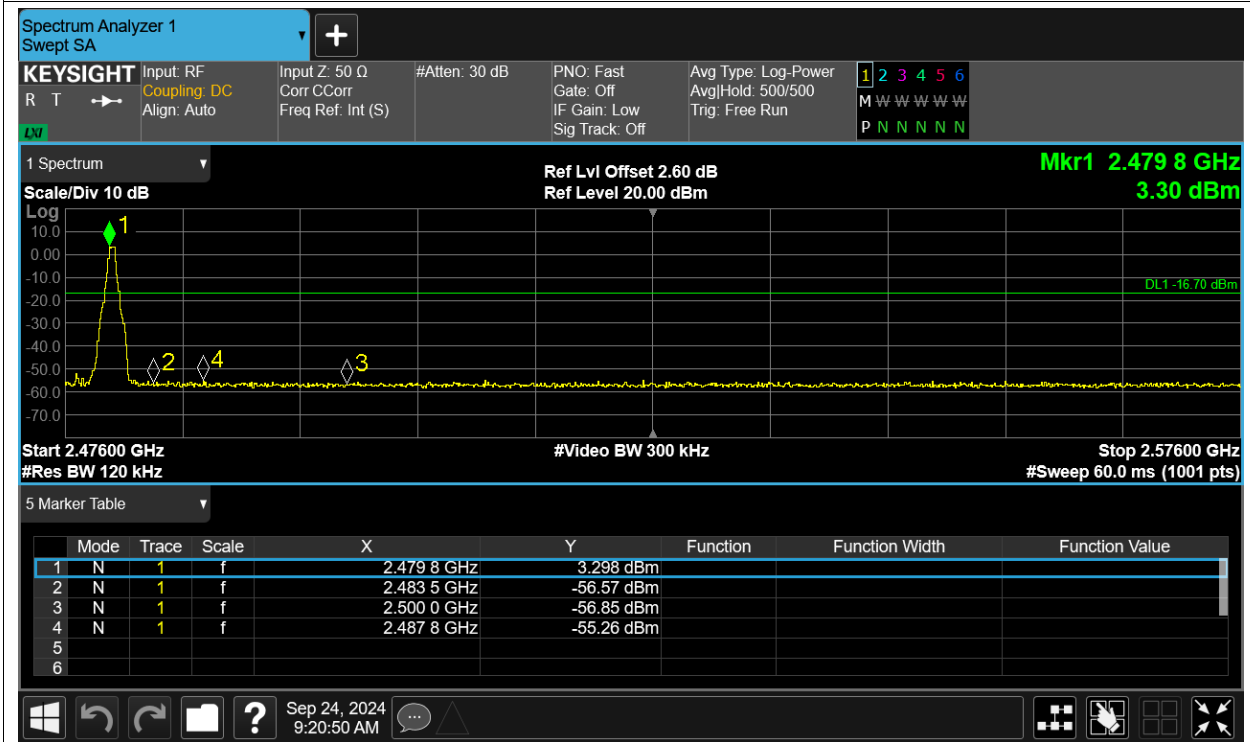 Spectrum Analyzer 1
Swept SA
+
KEYSIGHT
R T
LXI
Input: RF
Coupling: DC
Align: Auto
Input Z: 50 Ω
Corr CCorr
Freq Ref: Int (S)
#Atten: 30 dB
PNO: Fast
Gate: Off
IF Gain: Low
Sig Track: Off
Avg Type: Log-Power
Avg|Hold: 500/500
Trig: Free Run
1 2 3 4 5 6
M W W W W W
P N N N N N
1 Spectrum
Scale/Div 10 dB
Ref Lvl Offset 2.60 dB
Ref Level 20.00 dBm
Mkr1 2.479 8 GHz
3.30 dBm
Log
10.0
0.00
-10.0
-20.0
-30.0
-40.0
-50.0
-60.0
-70.0
1
2
4
3
DL1 -16.70 dBm
Start 2.47600 GHz
#Res BW 120 kHz
#Video BW 300 kHz
Stop 2.57600 GHz
#Sweep 60.0 ms (1001 pts)
5 Marker Table
Mode Trace Scale X Y Function Function Width Function Value
1 N 1 f 2.479 8 GHz 3.298 dBm
2 N 1 f 2.483 5 GHz -56.57 dBm
3 N 1 f 2.500 0 GHz -56.85 dBm
4 N 1 f 2.487 8 GHz -55.26 dBm
5
6
?
Sep 24, 2024
9:20:50 AM